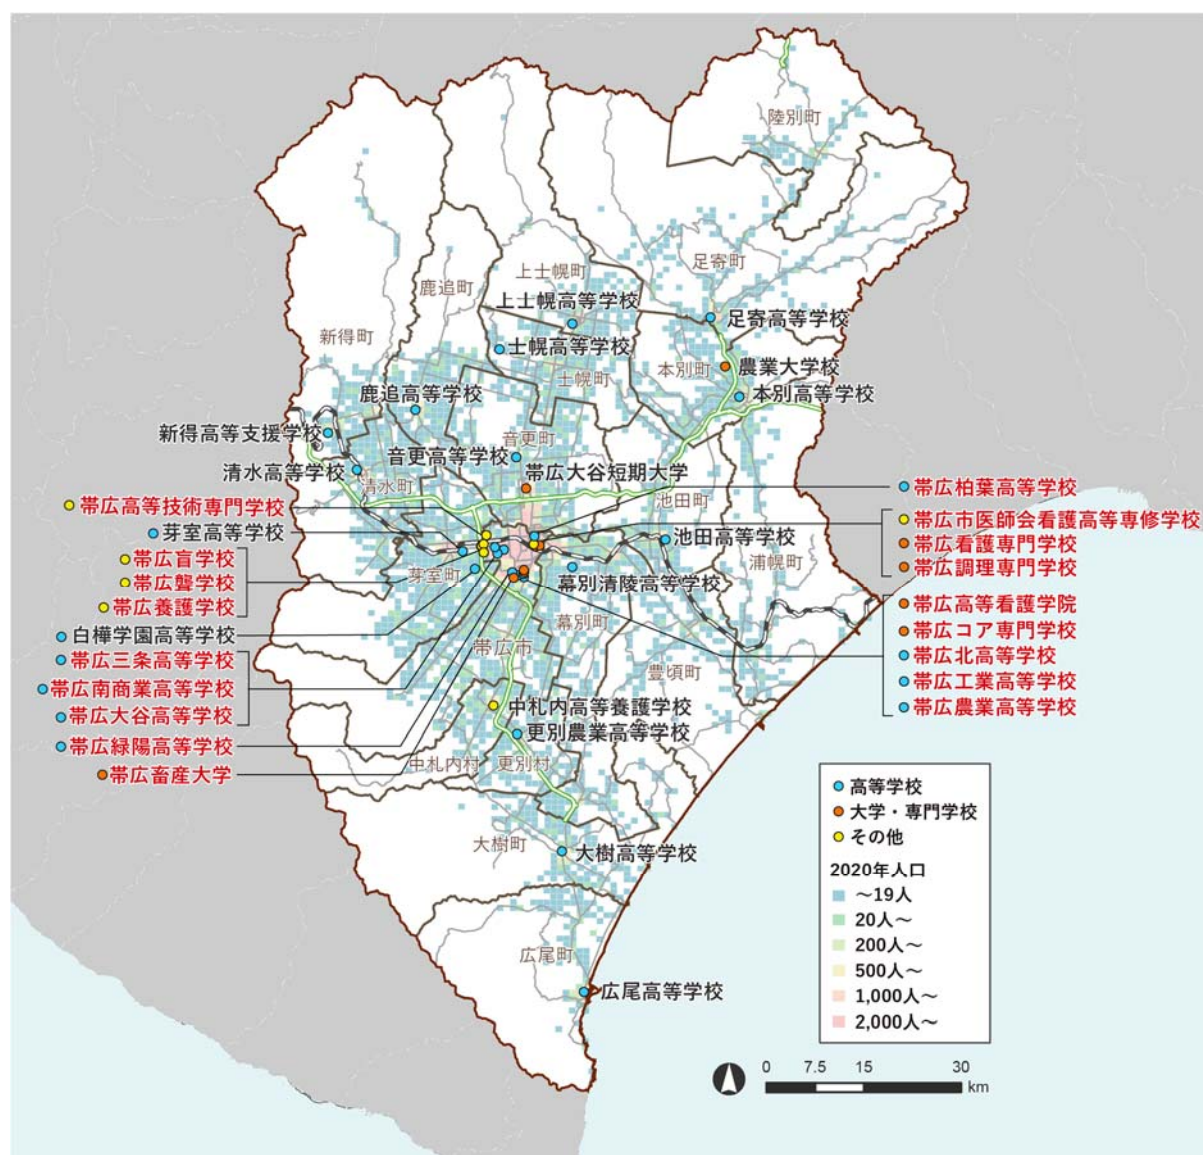 陸別町
足寄町
上士幌町
鹿追町
上士幌高等学校
足寄高等学校
新得町
士幌高等学校
本別町
農業大学校
士幌町
鹿追高等学校
本別高等学校
新得高等支援学校
音更町
音更高等学校
帯広大谷短期大学
清水高等学校
清水町
池田町
帯広高等技術専門学校
芽室高等学校
帯広盲学校
帯広聾学校
帯広養護学校
白樺学園高等学校
帯広三条高等学校
帯広南商業高等学校
帯広大谷高等学校
帯広緑陽高等学校
帯広畜産大学
池田高等学校
浦幌町
芽室町
幕別清陵高等学校
幕別町
帯広市
豊頃町
中札内高等養護学校
更別農業高等学校
中札内村
更別村
大樹町
大樹高等学校
広尾町
広尾高等学校
帯広柏葉高等学校
帯広市医師会看護高等専修学校
帯広看護専門学校
帯広調理専門学校
帯広高等看護学院
帯広コア専門学校
帯広北高等学校
帯広工業高等学校
帯広農業高等学校
高等学校
大学・専門学校
その他
2020年人口
～19人
20人～
200人～
500人～
1,000人～
2,000人～
0 7.5 15 30
km